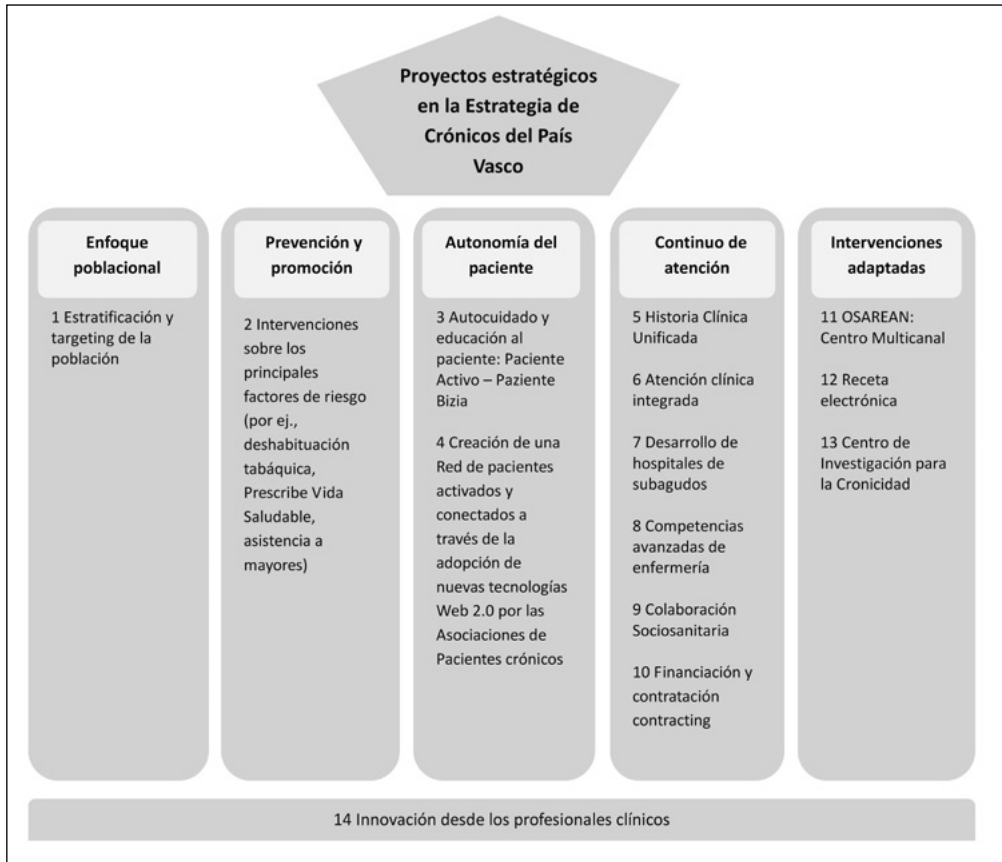 Proyectos estratégicos
en la Estrategia de
Crónicos del País
Vasco
Enfoque
poblacional
1 Estratificación y
targeting de la
población
Prevención y
promoción
2 Intervenciones
sobre los
principales
factores de riesgo
(por ej.,
deshabituación
tabáquica,
Prescribe Vida
Saludable,
asistencia a
mayores)
Autonomía del
paciente
3 Autocuidado y
educación al
paciente: Paciente
Activo – Paziente
Bizia
4 Creación de una
Red de pacientes
activados y
conectados a
través de la
adopción de
nuevas tecnologías
Web 2.0 por las
Asociaciones de
Pacientes crónicos
Continuo de
atención
5 Historia Clínica
Unificada
6 Atención clínica
integrada
7 Desarrollo de
hospitales de
subagudos
8 Competencias
avanzadas de
enfermería
9 Colaboración
Sociosanitaria
10 Financiación y
contratación
contracting
Intervenciones
adaptadas
11 OSAREAN:
Centro Multicanal
12 Receta
electrónica
13 Centro de
Investigación para
la Cronicidad
14 Innovación desde los profesionales clínicos